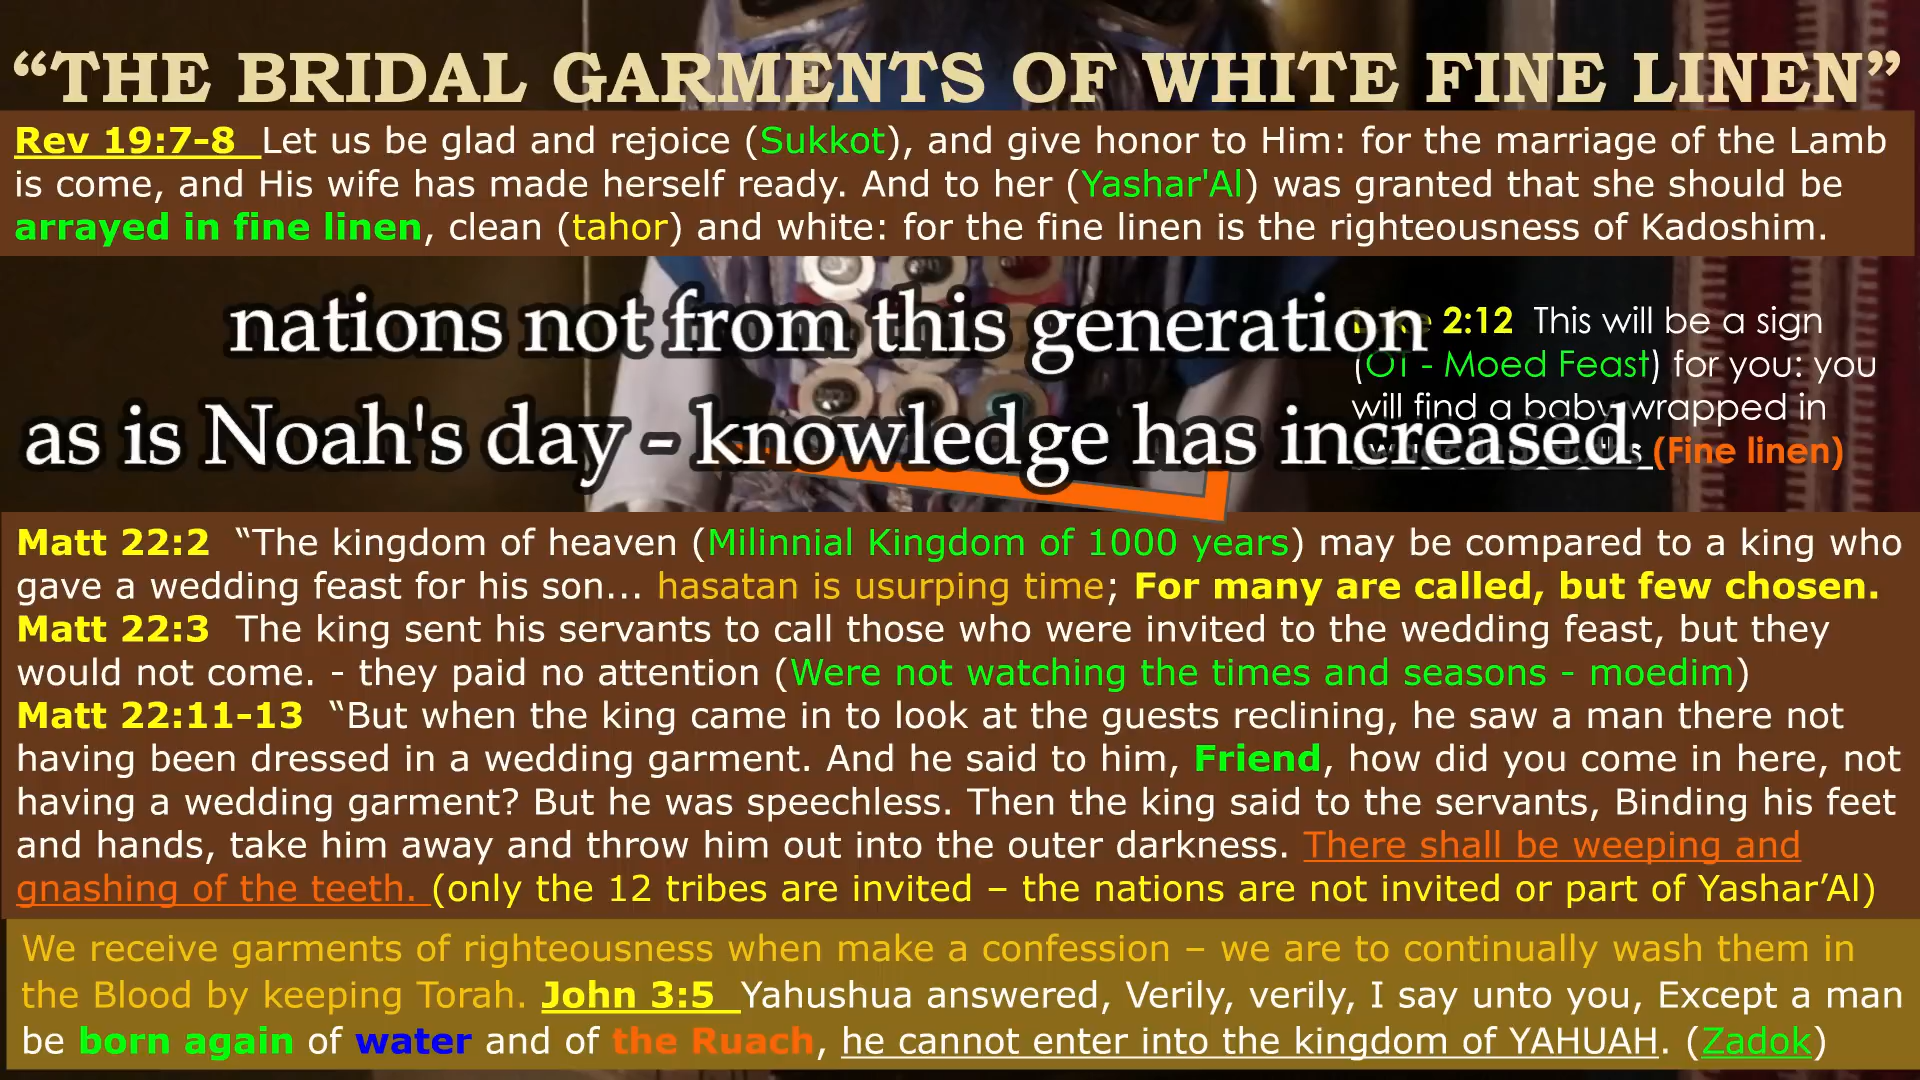 “THE BRIDAL GARMENTS OF WHITE FINE LINEN”
Rev 19:7-8 Let us be glad and rejoice (Sukkot), and give honor to Him: for the marriage of the Lamb
is come, and His wife has made herself ready. And to her (Yashar'Al) was granted that she should be
arrayed in fine linen, clean (tahor) and white: for the fine linen is the righteousness of Kadoshim.
nations not from this generation
as is Noah's day - knowledge has increased.
2:12 This will be a sign
(OT - Moed Feast) for you: you
will find a baby wrapped in
(Fine linen)
Matt 22:2 “The kingdom of heaven (Milinnial Kingdom of 1000 years) may be compared to a king who
gave a wedding feast for his son... hasatan is usurping time; For many are called, but few chosen.
Matt 22:3 The king sent his servants to call those who were invited to the wedding feast, but they
would not come. - they paid no attention (Were not watching the times and seasons - moedim)
Matt 22:11-13 “But when the king came in to look at the guests reclining, he saw a man there not
having been dressed in a wedding garment. And he said to him, Friend, how did you come in here, not
having a wedding garment? But he was speechless. Then the king said to the servants, Binding his feet
and hands, take him away and throw him out into the outer darkness. There shall be weeping and
gnashing of the teeth. (only the 12 tribes are invited – the nations are not invited or part of Yashar’Al)
We receive garments of righteousness when make a confession – we are to continually wash them in
the Blood by keeping Torah. John 3:5 Yahushua answered, Verily, verily, I say unto you, Except a man
be born again of water and of the Ruach, he cannot enter into the kingdom of YAHUAH. (Zadok)